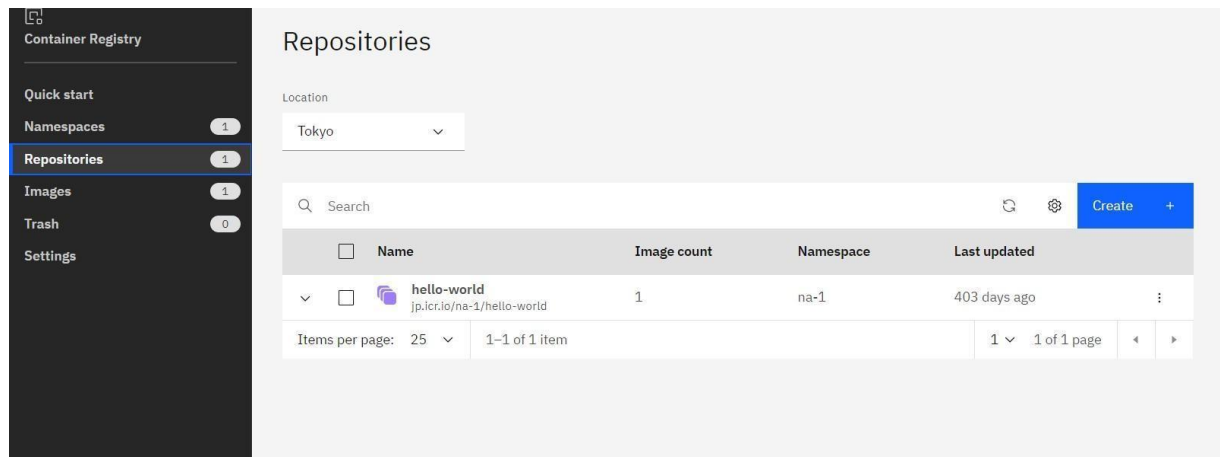 Container Registry
Quick start
Namespaces 1
Repositories 1
Images 1
Trash 0
Settings
Repositories
Location
Tokyo
Search
Create +
Name Image count Namespace Last updated
hello-world 1 na-1 403 days ago
jp.icr.io/na-1/hello-world
Items per page: 25 1–1 of 1 item 1 1 of 1 page